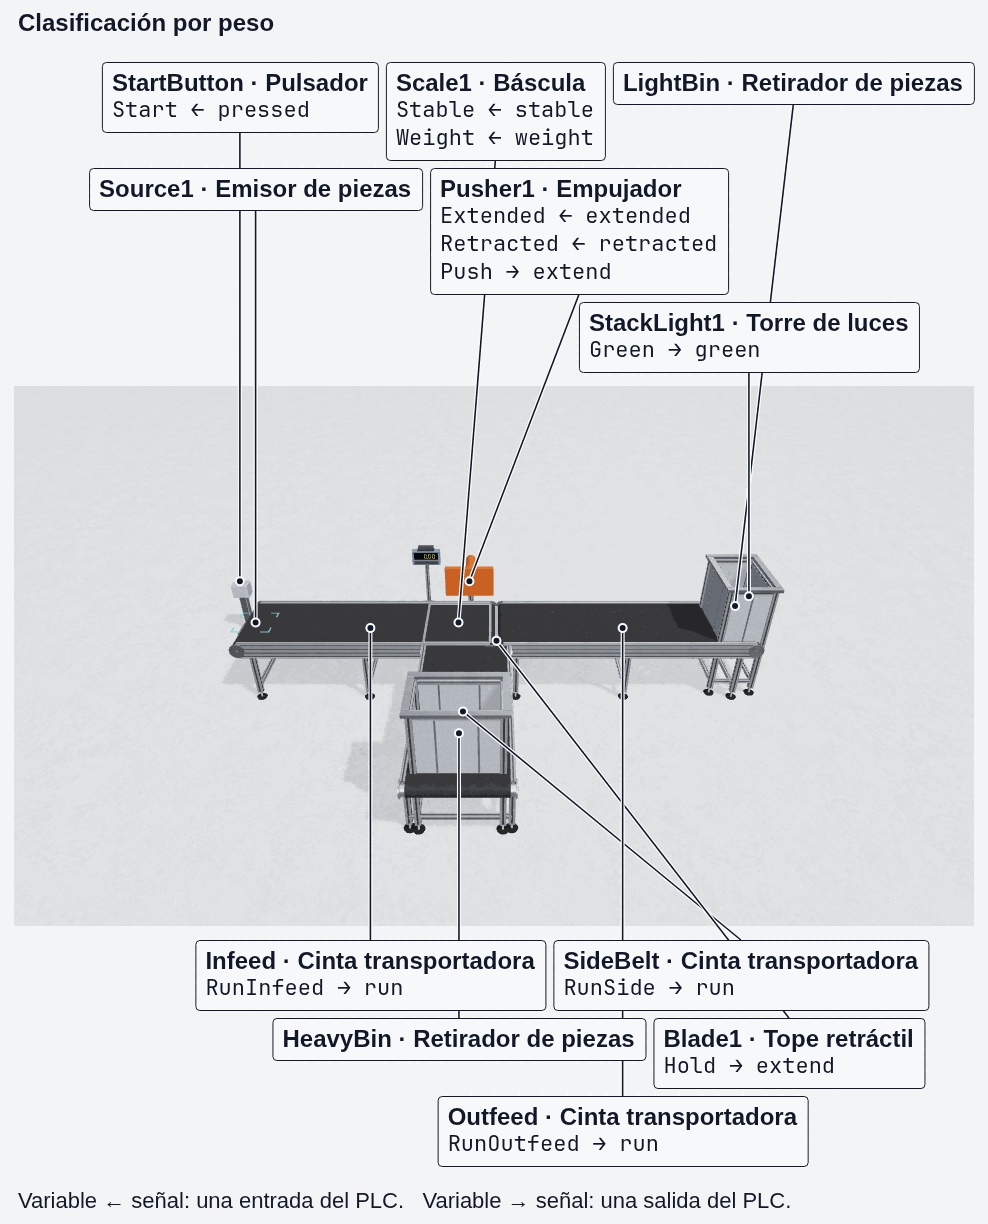 Clasificación por peso
StartButton · Pulsador
Start ← pressed
Scale1 · Báscula
Stable ← stable
Weight ← weight
LightBin · Retirador de piezas
Source1 · Emisor de piezas
Pusher1 · Empujador
Extended ← extended
Retracted ← retracted
Push → extend
StackLight1 · Torre de luces
Green → green
Infeed · Cinta transportadora
RunInfeed → run
SideBelt · Cinta transportadora
RunSide → run
HeavyBin · Retirador de piezas
Blade1 · Tope retráctil
Hold → extend
Outfeed · Cinta transportadora
RunOutfeed → run
Variable ← señal: una entrada del PLC. Variable → señal: una salida del PLC.